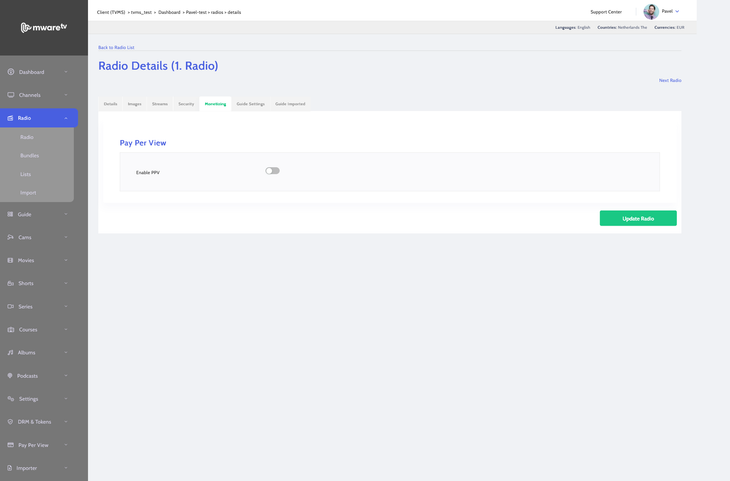 Client (TVMS) > tvms_test > Dashboard > Pavel-test > radios > details
Support Center
Pavel
Languages: English Countries: Netherlands The Currencies: EUR
mwaretv
Back to Radio List
Radio Details (1. Radio)
Next Radio
Details Images Streams Security Monetising Guide Settings Guide Imported
Pay Per View
Enable PPV
Update Radio
Dashboard
Channels
Radio
Radio
Bundles
Lists
Import
Guide
Cams
Movies
Shorts
Series
Courses
Albums
Podcasts
Settings
DRM & Tokens
Pay Per View
Importer